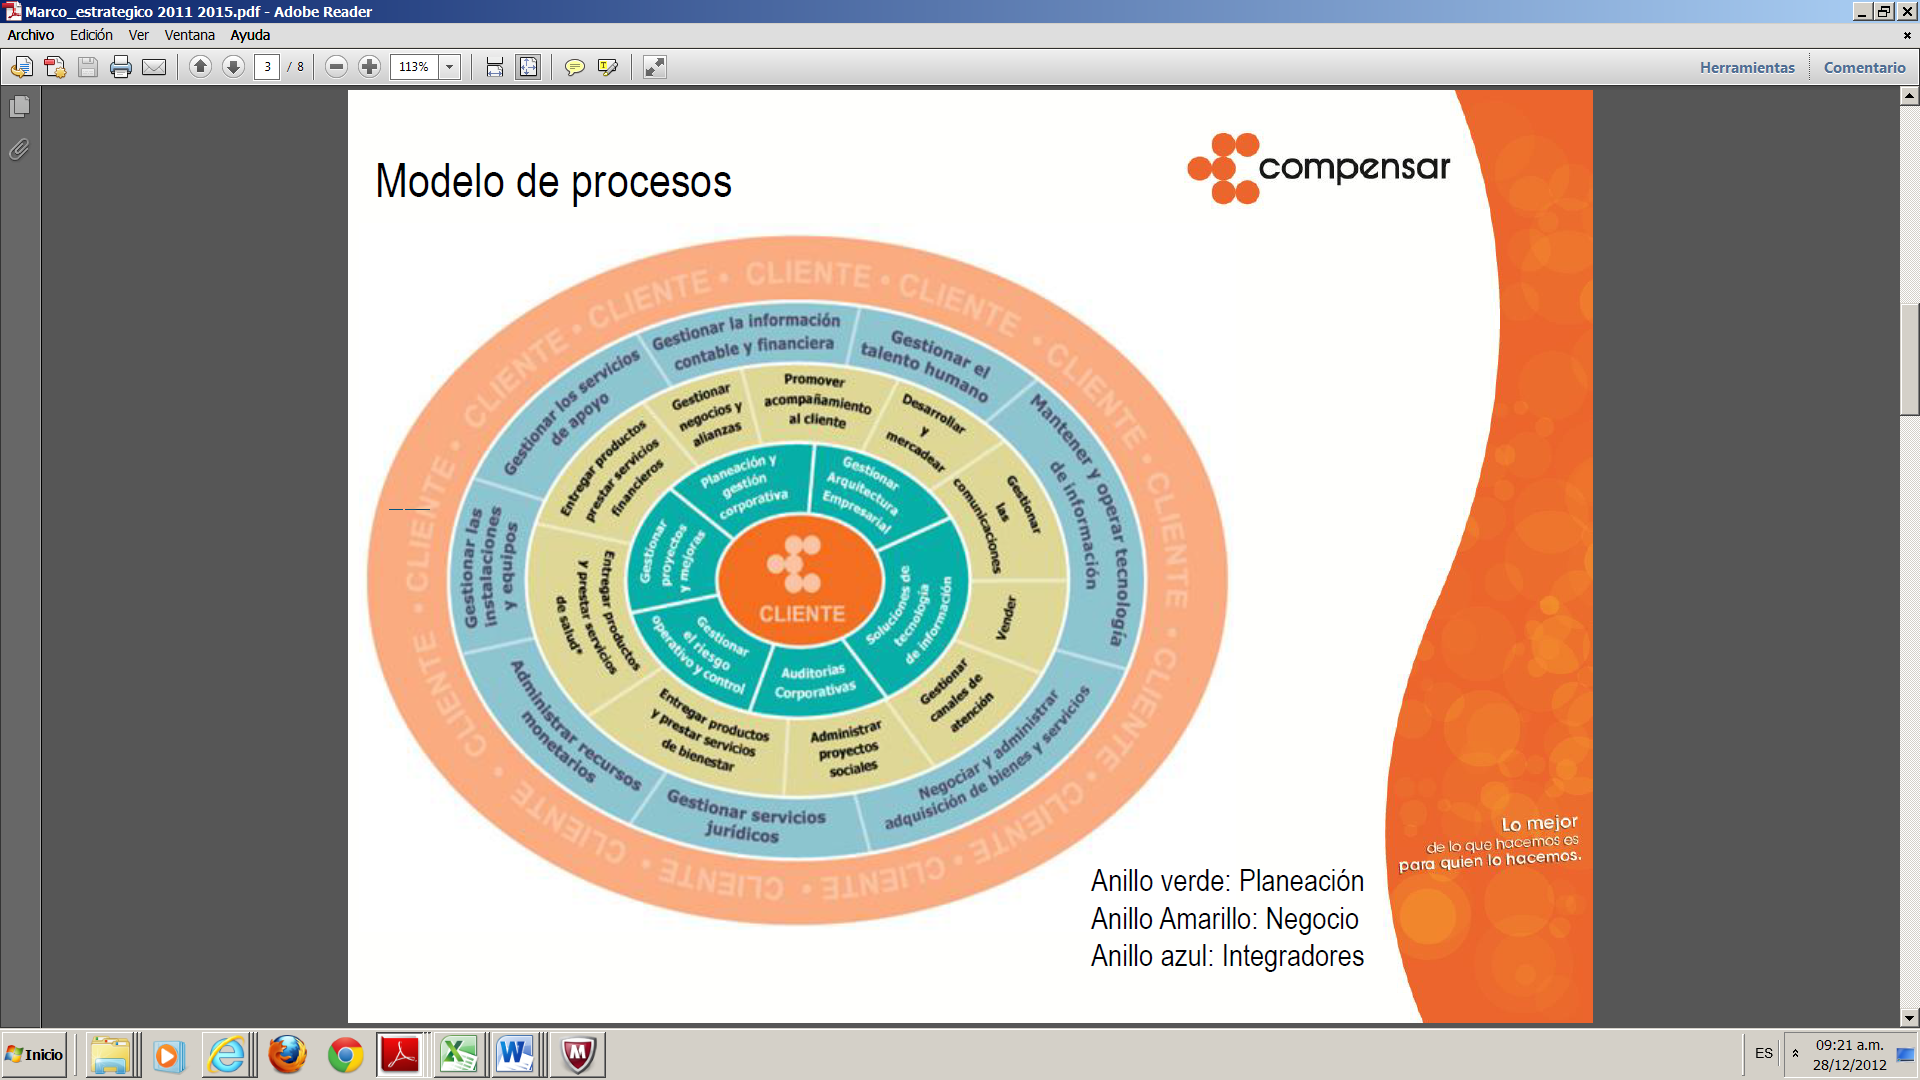 Marco_estrategico 2011 2015.pdf - Adobe Reader
Archivo Edición Ver Ventana Ayuda
3 / 8 113%
Herramientas Comentario
compensar
Modelo de procesos
CLIENTE • CLIENTE • CLIENTE • CLIENTE • CLIENTE • CLIENTE • CLIENTE • CLIENTE • CLIENTE • CLIENTE • CLIENTE • CLIENTE • CLIENTE • CLIENTE •
Gestionar la información
contable y financiera
Gestionar el
talento humano
Mantener y operar tecnología
de información
Negociar y administrar
adquisición de bienes y servicios
Gestionar servicios
jurídicos
Administrar recursos
monetarios
Gestionar las
instalaciones
y equipos
Gestionar los servicios
de apoyo
Promover
acompañamiento
al cliente
Desarrollar
y
mercadear
Gestionar
las
comunicaciones
Vender
Gestionar
canales de
atención
Administrar
proyectos
sociales
Entregar productos
y prestar servicios
de bienestar
Entregar productos
y prestar servicios
de salud*
Entregar productos
prestar servicios
financieros
Gestionar
negocios y
alianzas
Planeación y
gestión
corporativa
Gestionar
Arquitectura
Empresarial
Soluciones de
tecnología
de información
Auditorias
Corporativas
Gestionar
el riesgo
operativo y control
Gestionar
proyectos
y mejoras
CLIENTE
Anillo verde: Planeación
Anillo Amarillo: Negocio
Anillo azul: Integradores
Lo mejor
de lo que hacemos es
para quien lo hacemos.
Inicio
ES
09:21 a.m.
28/12/2012